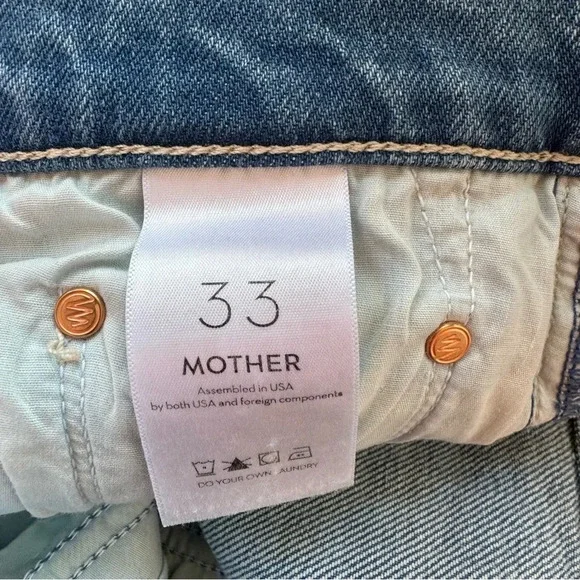 33
MOTHER
Assembled in USA
by both USA and foreign components
DO YOUR OWN LAUNDRY